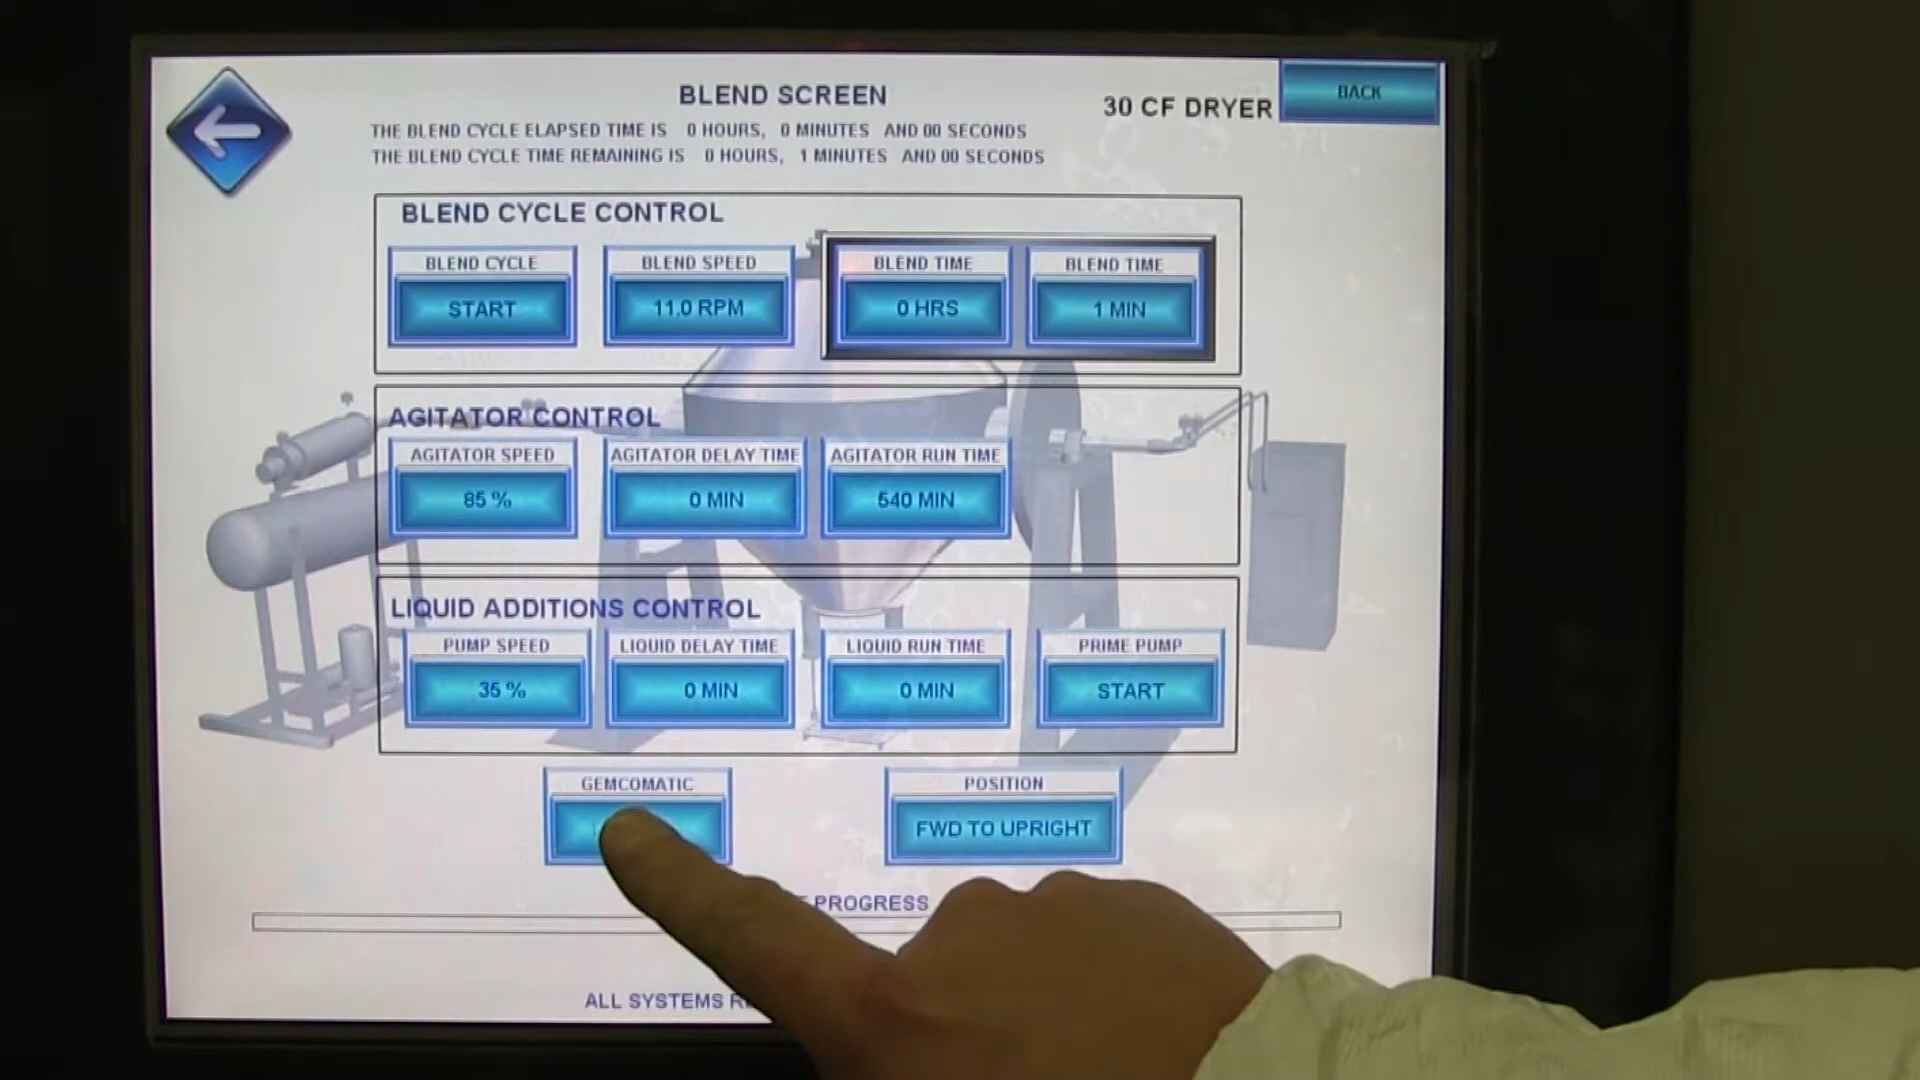 BLEND SCREEN
30 CF DRYER
BACK
THE BLEND CYCLE ELAPSED TIME IS 0 HOURS, 0 MINUTES AND 00 SECONDS
THE BLEND CYCLE TIME REMAINING IS 0 HOURS, 1 MINUTES AND 00 SECONDS
BLEND CYCLE CONTROL
BLEND CYCLE
START
BLEND SPEED
11.0 RPM
BLEND TIME
0 HRS
BLEND TIME
1 MIN
AGITATOR CONTROL
AGITATOR SPEED
85 %
AGITATOR DELAY TIME
0 MIN
AGITATOR RUN TIME
540 MIN
LIQUID ADDITIONS CONTROL
PUMP SPEED
35 %
LIQUID DELAY TIME
0 MIN
LIQUID RUN TIME
0 MIN
PRIME PUMP
START
GEMCOMATIC
POSITION
FWD TO UPRIGHT
PROGRESS
ALL SYSTEMS